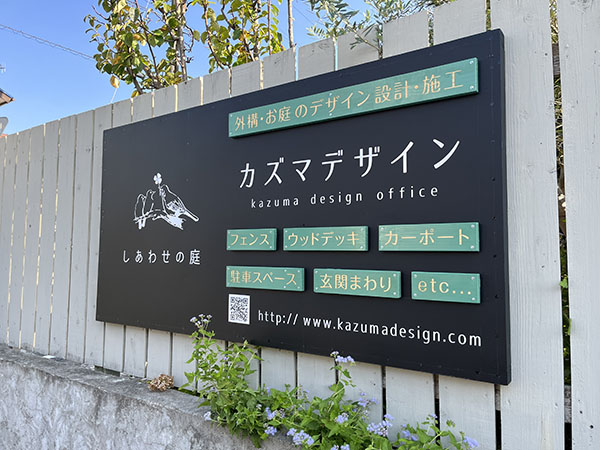 外構・お庭のデザイン設計・施工
カズマデザイン
kazuma design office
しあわせの庭
フェンス ウッドデッキ カーポート
駐車スペース 玄関まわり etc...
http:// www.kazumadesign.com